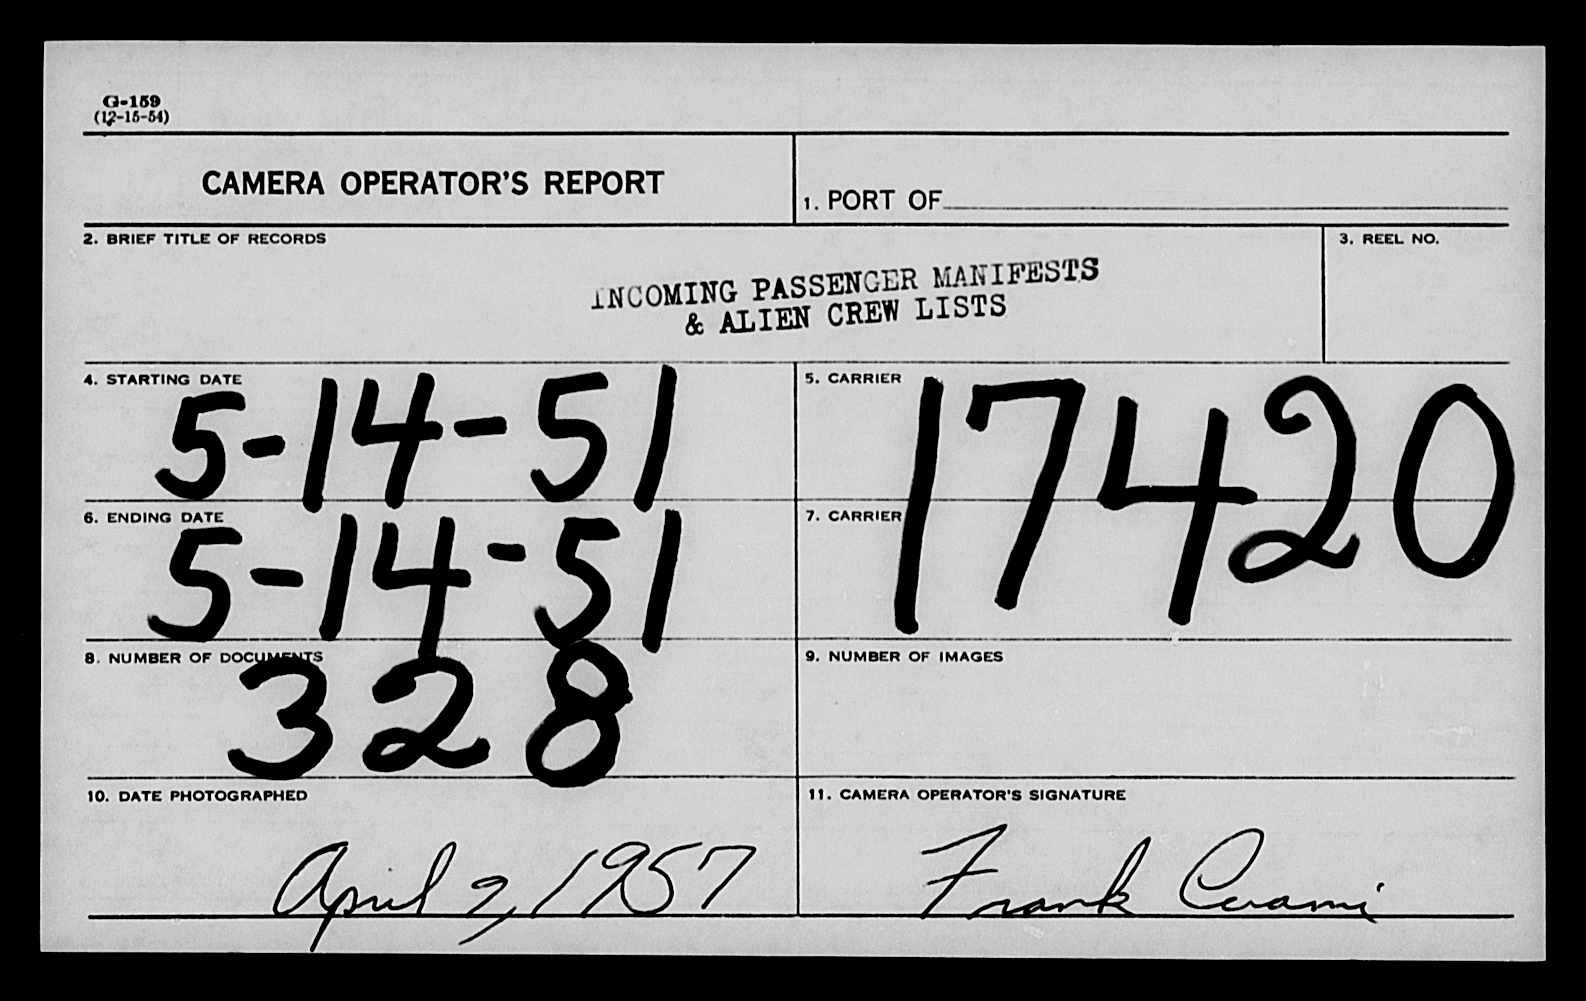 G-159
(12-15-54)
CAMERA OPERATOR'S REPORT
1. PORT OF
2. BRIEF TITLE OF RECORDS
3. REEL NO.
INCOMING PASSENGER MANIFESTS
& ALIEN CREW LISTS
4. STARTING DATE
5-14-51
5. CARRIER
17420
6. ENDING DATE
5-14-51
7. CARRIER
8. NUMBER OF DOCUMENTS
328
9. NUMBER OF IMAGES
10. DATE PHOTOGRAPHED
April 9, 1957
11. CAMERA OPERATOR'S SIGNATURE
Frank